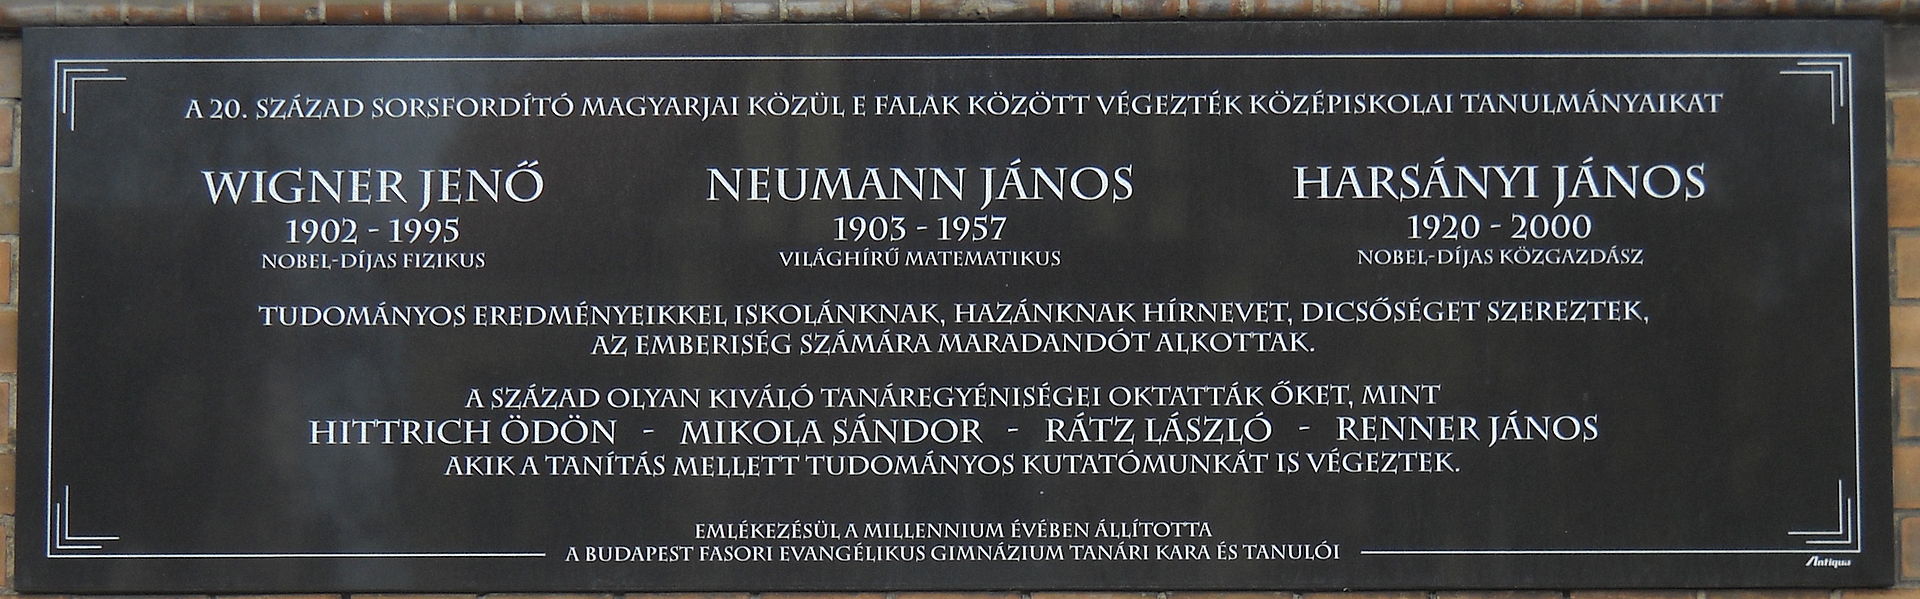 A 20. SZÁZAD SORSFORDÍTÓ MAGYARJAI KÖZÜL E FALAK KÖZÖTT VÉGEZTÉK KÖZÉPISKOLAI TANULMÁNYAIKAT
WIGNER JENŐ NEUMANN JÁNOS HARSÁNYI JÁNOS
1902 - 1995 1903 - 1957 1920 - 2000
NOBEL-DÍJAS FIZIKUS VILÁGHÍRŰ MATEMATIKUS NOBEL-DÍJAS KÖZGAZDÁSZ
TUDOMÁNYOS EREDMÉNYEIKKEL ISKOLÁNKNAK, HAZÁNKNAK HÍRNEVET, DICSŐSÉGET SZEREZTEK,
AZ EMBERISÉG SZÁMÁRA MARADANDÓT ALKOTTAK.
A SZÁZAD OLYAN KIVÁLÓ TANÁREGYÉNISÉGEI OKTATTÁK ŐKET, MINT
HITTRICH ÖDÖN - MIKOLA SÁNDOR - RÁTZ LÁSZLÓ - RENNER JÁNOS
AKIK A TANÍTÁS MELLETT TUDOMÁNYOS KUTATÓMUNKÁT IS VÉGEZTEK.
EMLÉKEZÉSÜL A MILLENNIUM ÉVÉBEN ÁLLÍTOTTA
A BUDAPEST FASORI EVANGÉLIKUS GIMNÁZIUM TANÁRI KARA ÉS TANULÓI
Antiqua